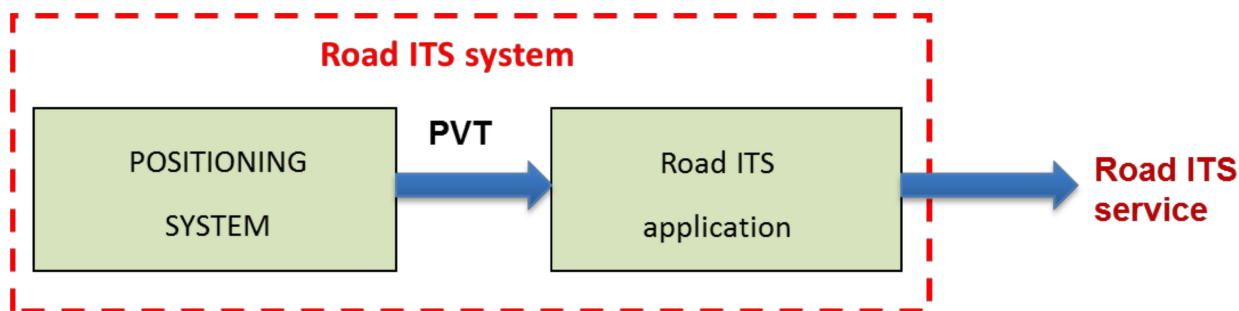 Road ITS system
POSITIONING
SYSTEM
PVT
Road ITS
application
Road ITS
service